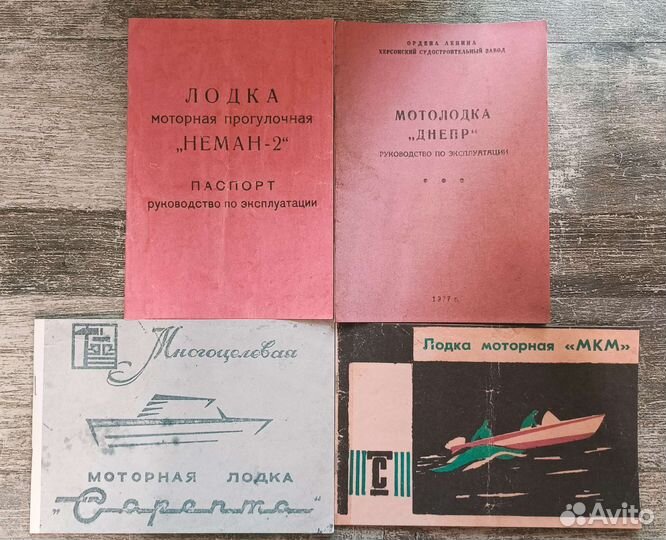 ЛОДКА
моторная прогулочная
„НЕМАН-2“
ПАСПОРТ
руководство по эксплуатации
ОРДЕНА ЛЕНИНА
ХЕРСОНСКИЙ СУДОСТРОИТЕЛЬНЫЙ ЗАВОД
МОТОЛОДКА
„ДНЕПР“
РУКОВОДСТВО ПО ЭКСПЛУАТАЦИИ
1977 г.
Многоцелевая
МОТОРНАЯ ЛОДКА
„Сарепта“
Лодка моторная «МКМ»
С
Avito